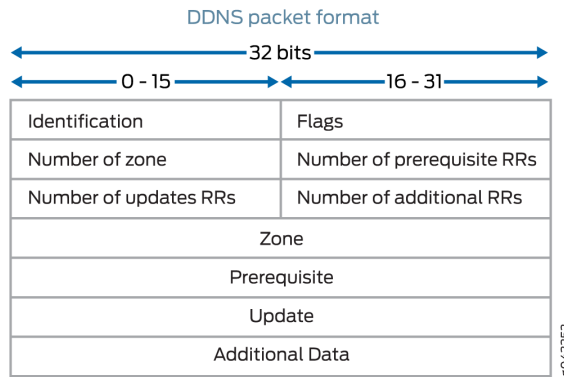 DDNS packet format
32 bits
0 - 15
16 - 31
Identification
Flags
Number of zone
Number of prerequisite RRs
Number of updates RRs
Number of additional RRs
Zone
Prerequisite
Update
Additional Data